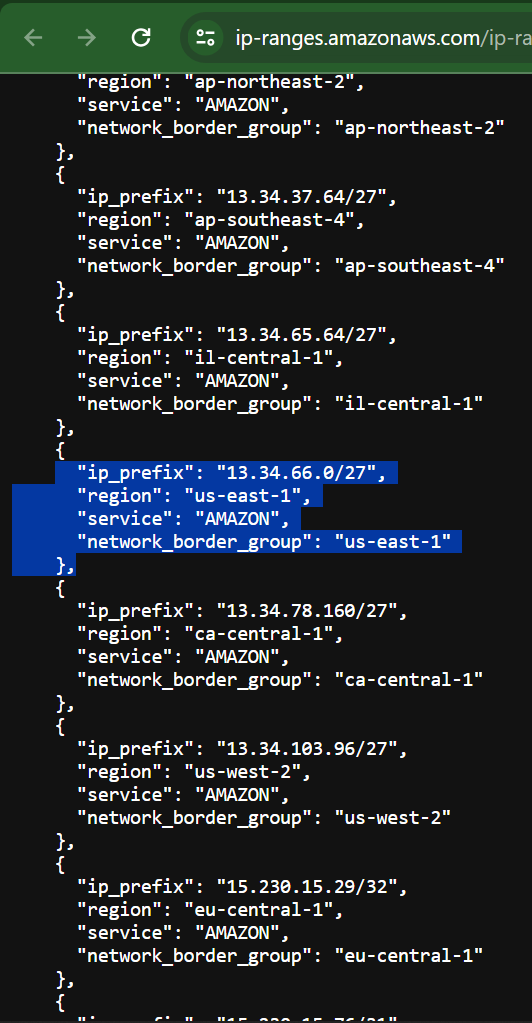 ip-ranges.amazonaws.com/ip-ra
"region": "ap-northeast-2",
"service": "AMAZON",
"network_border_group": "ap-northeast-2"
},
{
"ip_prefix": "13.34.37.64/27",
"region": "ap-southeast-4",
"service": "AMAZON",
"network_border_group": "ap-southeast-4"
},
{
"ip_prefix": "13.34.65.64/27",
"region": "il-central-1",
"service": "AMAZON",
"network_border_group": "il-central-1"
},
{
"ip_prefix": "13.34.66.0/27",
"region": "us-east-1",
"service": "AMAZON",
"network_border_group": "us-east-1"
},
{
"ip_prefix": "13.34.78.160/27",
"region": "ca-central-1",
"service": "AMAZON",
"network_border_group": "ca-central-1"
},
{
"ip_prefix": "13.34.103.96/27",
"region": "us-west-2",
"service": "AMAZON",
"network_border_group": "us-west-2"
},
{
"ip_prefix": "15.230.15.29/32",
"region": "eu-central-1",
"service": "AMAZON",
"network_border_group": "eu-central-1"
},
{